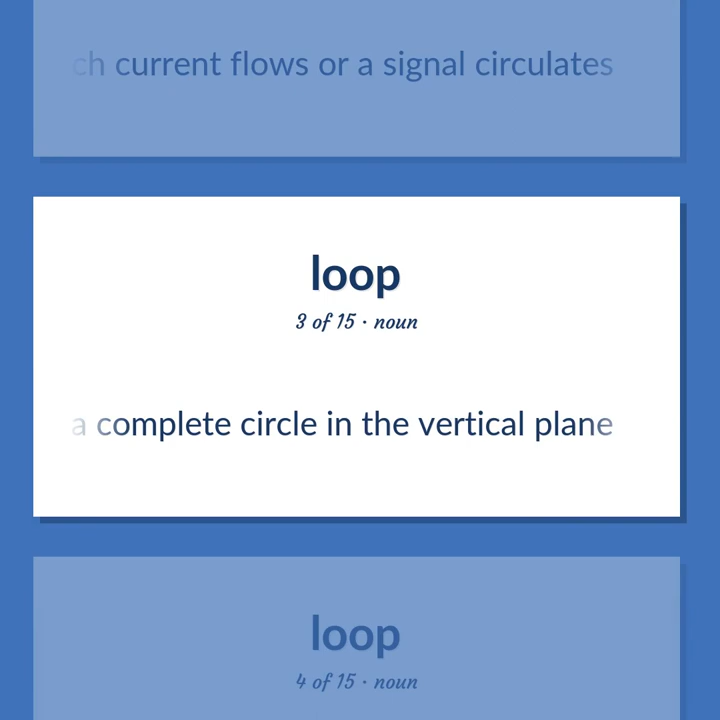 current flows or a signal circulates
loop
3 of 15 · noun
a complete circle in the vertical plane
loop
4 of 15 · noun